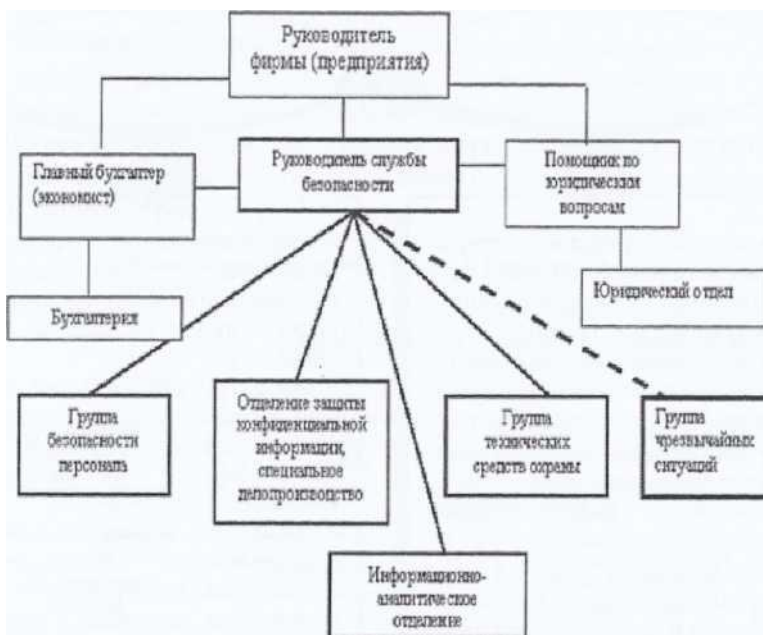 Руководитель
фирмы (предприятия)
Главный бухгалтер
(экономист)
Руководитель службы
безопасности
Помощник по
юридическим
вопросам
Бухгалтерия
Юридический отдел
Группа
безопасности
персонала
Отделение защиты
конфиденциальной
информации,
специальное
делопроизводство
Группа
технических
средств охраны
Группа
чрезвычайных
ситуаций
Информационно-
аналитическое
отделение